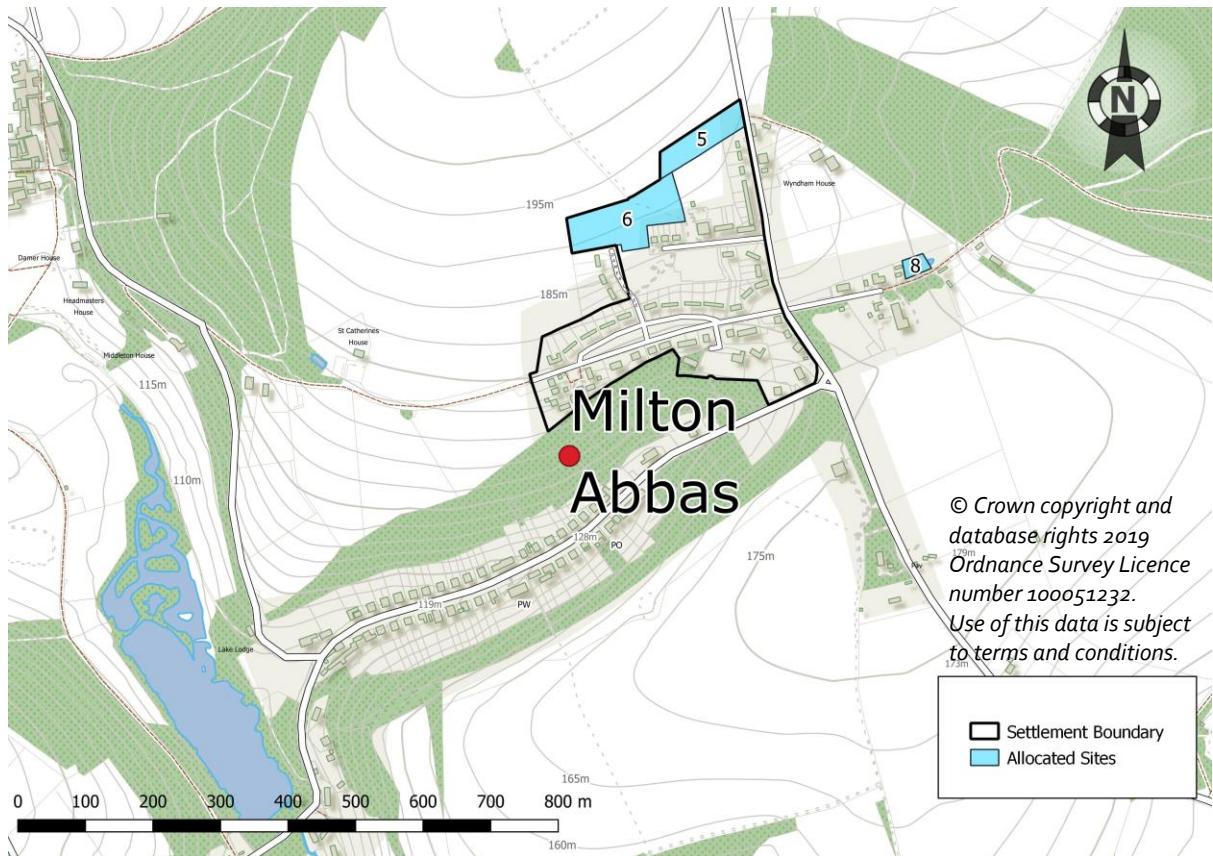 N
5
195m
Wyndham House
6
8
Damer House
185m
Headmasters
House
St Catherines
House
Middleton House
115m
Milton
Abbas
110m
© Crown copyright and
database rights 2019
Ordnance Survey Licence
number 100051232.
Use of this data is subject
to terms and conditions.
128m
PO
175m
179m
Pav
119m
PW
Lake Lodge
173m
Settlement Boundary
Allocated Sites
165m
0 100 200 300 400 500 600 700 800 m
160m